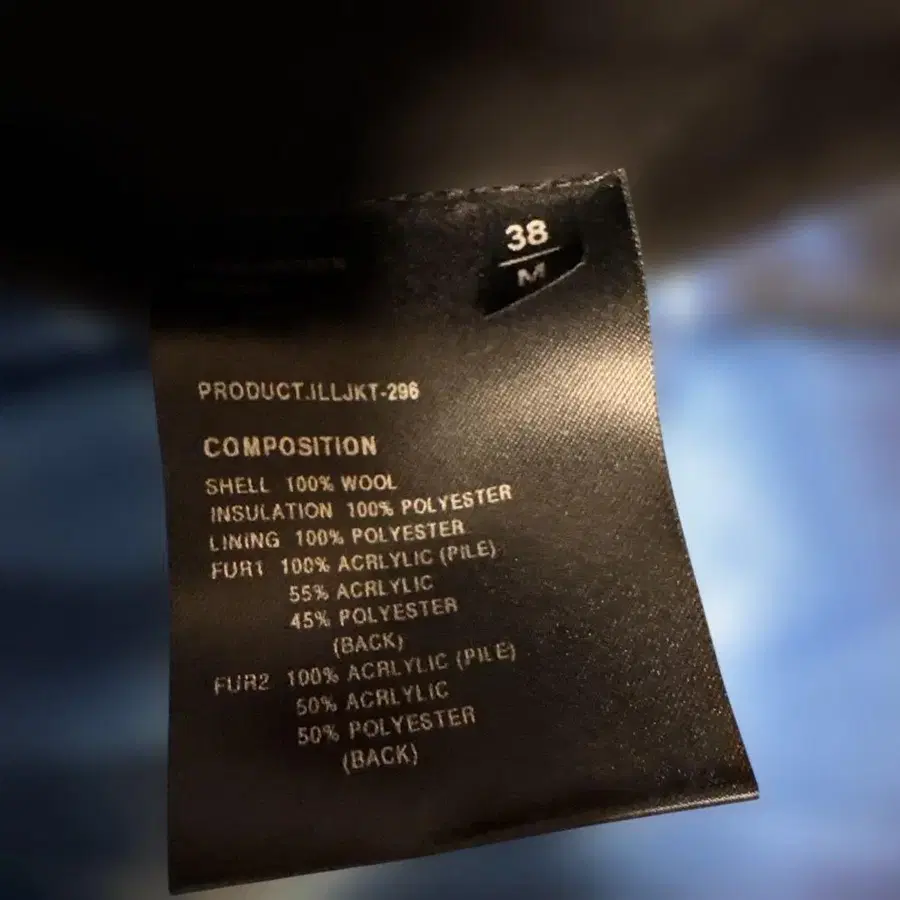 38
M
PRODUCT.ILLJKT-296
COMPOSITION
SHELL 100% WOOL
INSULATION 100% POLYESTER
LINING 100% POLYESTER
FUR1 100% ACRLYLIC (PILE)
55% ACRLYLIC
45% POLYESTER
(BACK)
FUR2 100% ACRLYLIC (PILE)
50% ACRLYLIC
50% POLYESTER
(BACK)